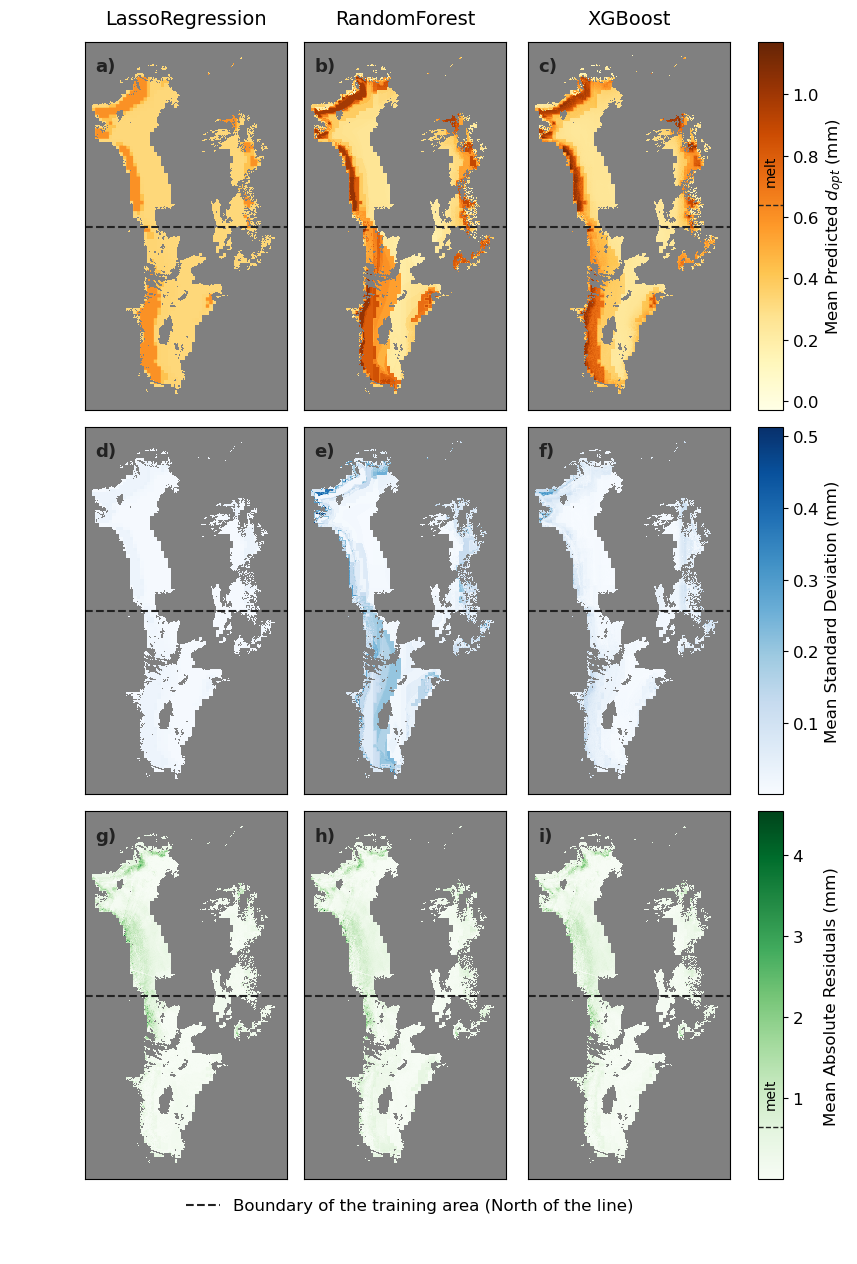 LassoRegression RandomForest XGBoost
a) b) c)
1.0
0.8
0.6
0.4
0.2
0.0
melt
Mean Predicted d_opt (mm)
d) e) f)
0.5
0.4
0.3
0.2
0.1
Mean Standard Deviation (mm)
g) h) i)
4
3
2
1
melt
Mean Absolute Residuals (mm)
Boundary of the training area (North of the line)